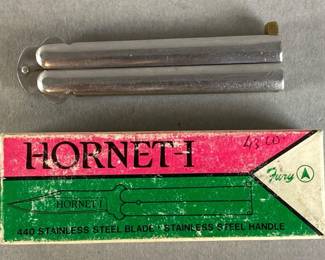 HORNET-I
43.00
Fury
HORNET-I
440 STAINLESS STEEL BLADE · STAINLESS STEEL HANDLE